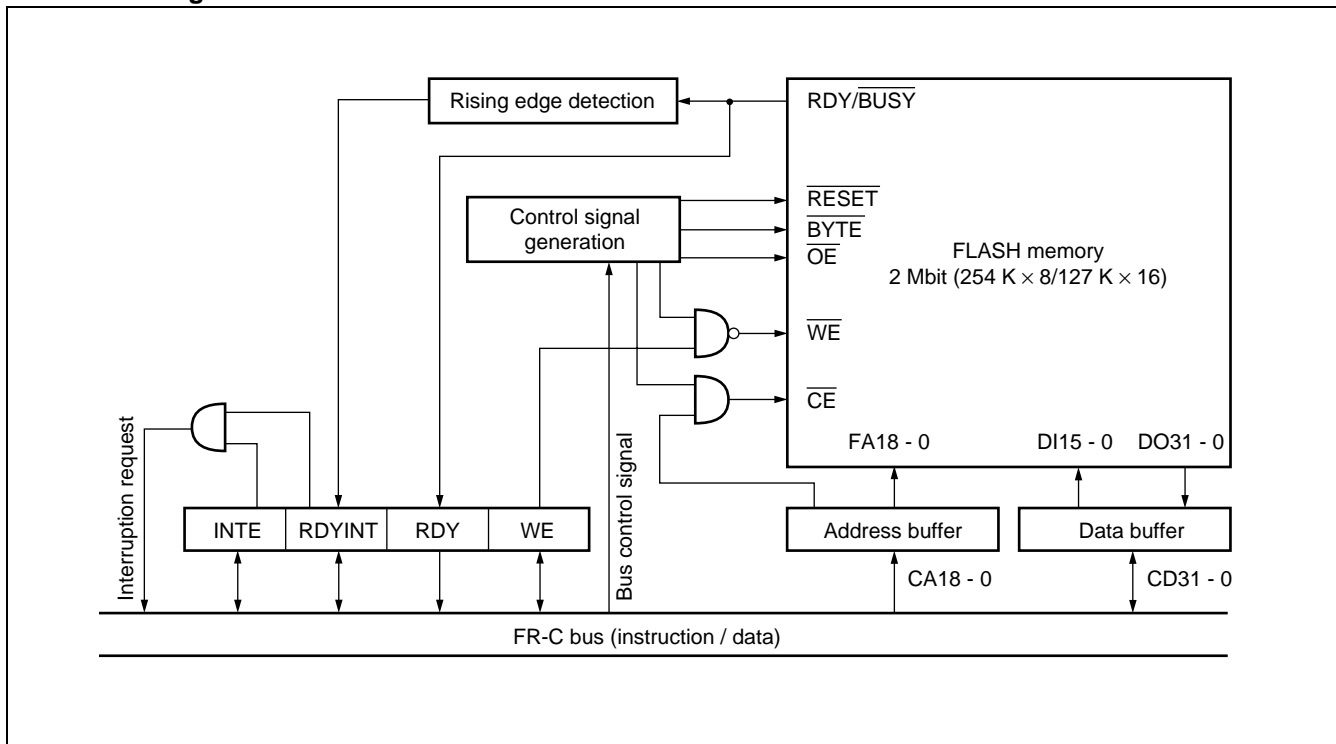 Rising edge detection
RDY/BUSY
RESET
Control signal
generation
BYTE
OE
FLASH memory
2 Mbit (254 K × 8/127 K × 16)
WE
CE
FA18 - 0
DI15 - 0
DO31 - 0
Interruption request
INTE
RDYINT
RDY
WE
Bus control signal
Address buffer
Data buffer
CA18 - 0
CD31 - 0
FR-C bus (instruction / data)